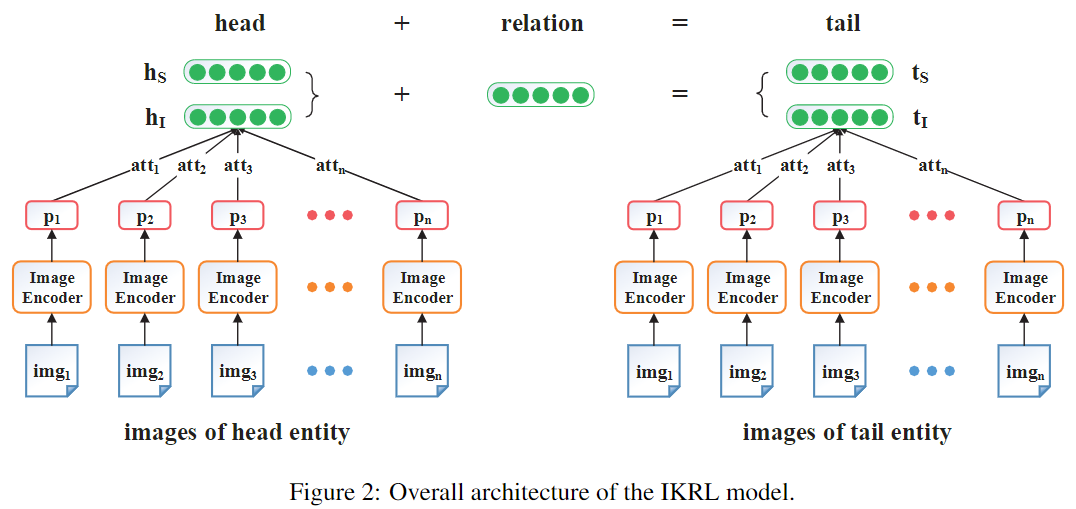 head + relation = tail
h_S t_S
+ =
h_I t_I
att_1 att_2 att_3 att_n att_1 att_2 att_3 att_n
p_1 p_2 p_3 p_n p_1 p_2 p_3 p_n
Image Image Image Image Image Image Image Image
Encoder Encoder Encoder Encoder Encoder Encoder Encoder Encoder
img_1 img_2 img_3 img_n img_1 img_2 img_3 img_n
images of head entity images of tail entity
Figure 2: Overall architecture of the IKRL model.